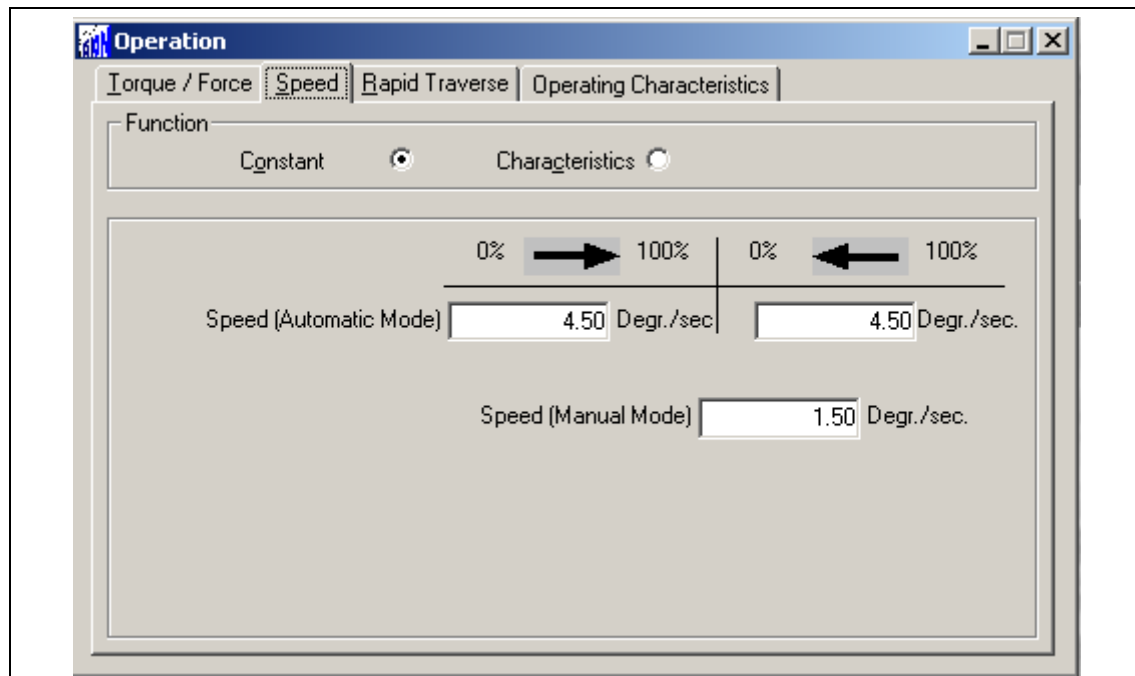 Operation
Torque / Force Speed Rapid Traverse Operating Characteristics
Function
Constant Characteristics
0% 100% 0% 100%
Speed (Automatic Mode) 4.50 Degr./sec 4.50 Degr./sec.
Speed (Manual Mode) 1.50 Degr./sec.